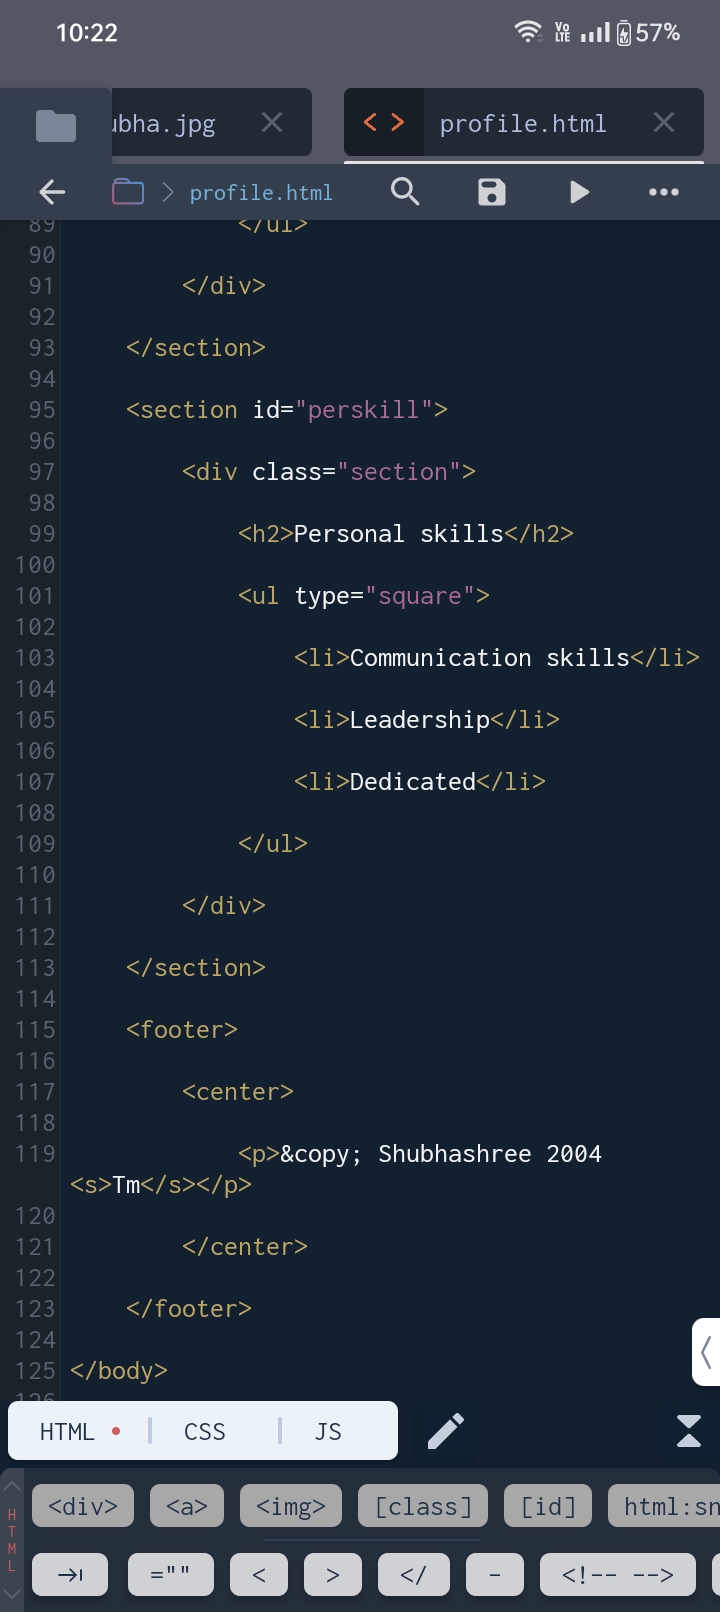 10:22 Vo LTE 57%
ubha.jpg < > profile.html
profile.html
89 </ul>
90
91 </div>
92
93 </section>
94
95 <section id="perskill">
96
97 <div class="section">
98
99 <h2>Personal skills</h2>
100
101 <ul type="square">
102
103 <li>Communication skills</li>
104
105 <li>Leadership</li>
106
107 <li>Dedicated</li>
108
109 </ul>
110
111 </div>
112
113 </section>
114
115 <footer>
116
117 <center>
118
119 <p>&copy; Shubhashree 2004
<s>Tm</s></p>
120
121 </center>
122
123 </footer>
124
125 </body>
126
HTML CSS JS
HTML
<div> <a> <img> [class] [id] html:sn
="" < > </ - <!-- -->